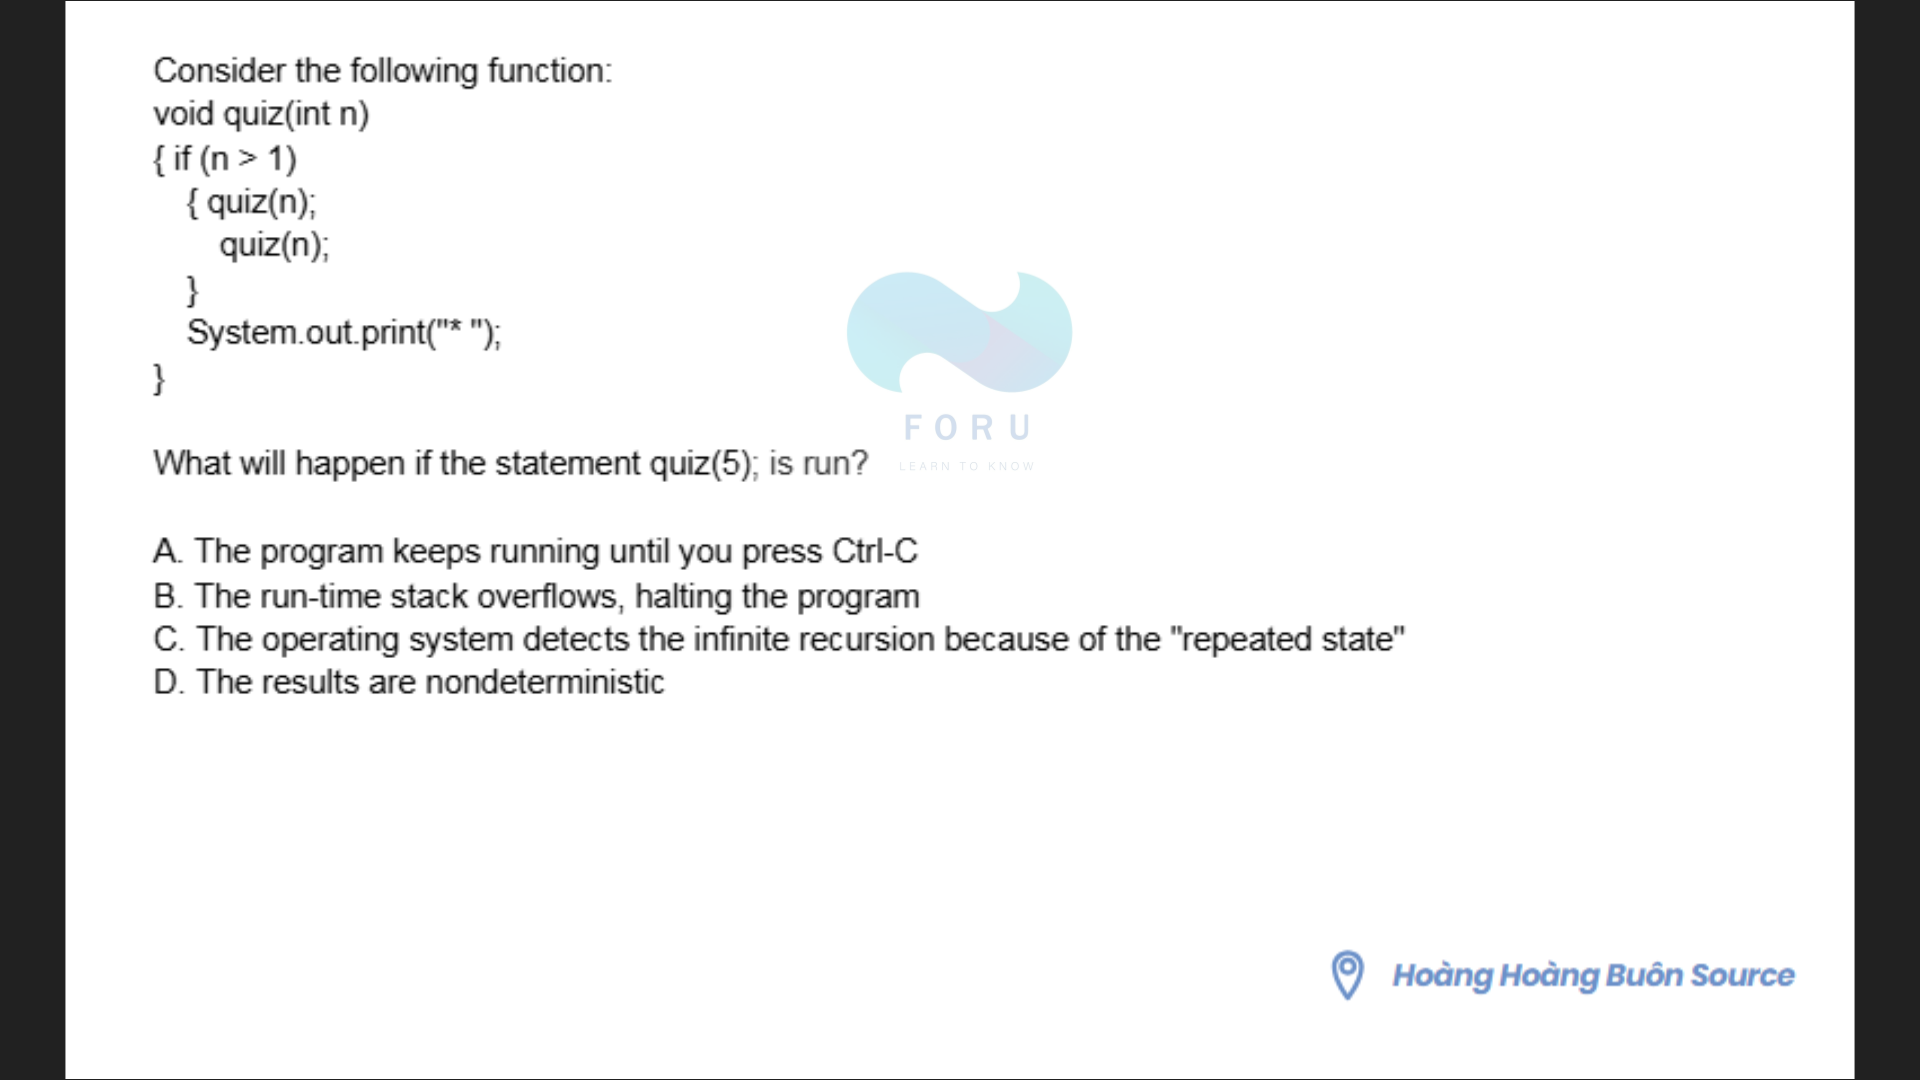 Consider the following function:
void quiz(int n)
{ if (n > 1)
{ quiz(n);
quiz(n);
}
System.out.print("* ");
}
What will happen if the statement quiz(5); is run?
A. The program keeps running until you press Ctrl-C
B. The run-time stack overflows, halting the program
C. The operating system detects the infinite recursion because of the "repeated state"
D. The results are nondeterministic
FORU
LEARN TO KNOW
Hoàng Hoàng Buôn Source